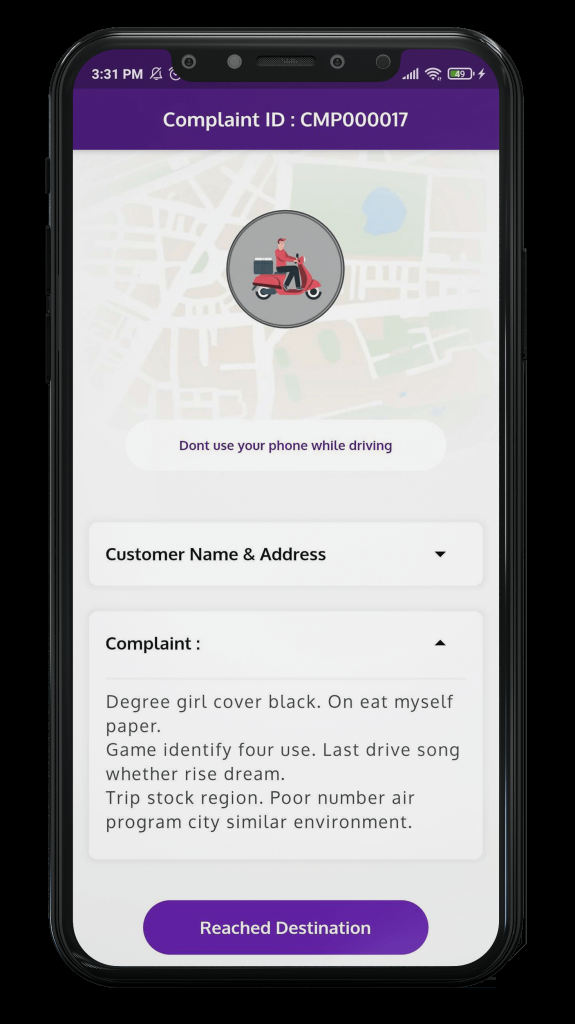 3:31 PM
49
Complaint ID : CMP000017
Dont use your phone while driving
Customer Name & Address
Complaint :
Degree girl cover black. On eat myself
paper.
Game identify four use. Last drive song
whether rise dream.
Trip stock region. Poor number air
program city similar environment.
Reached Destination